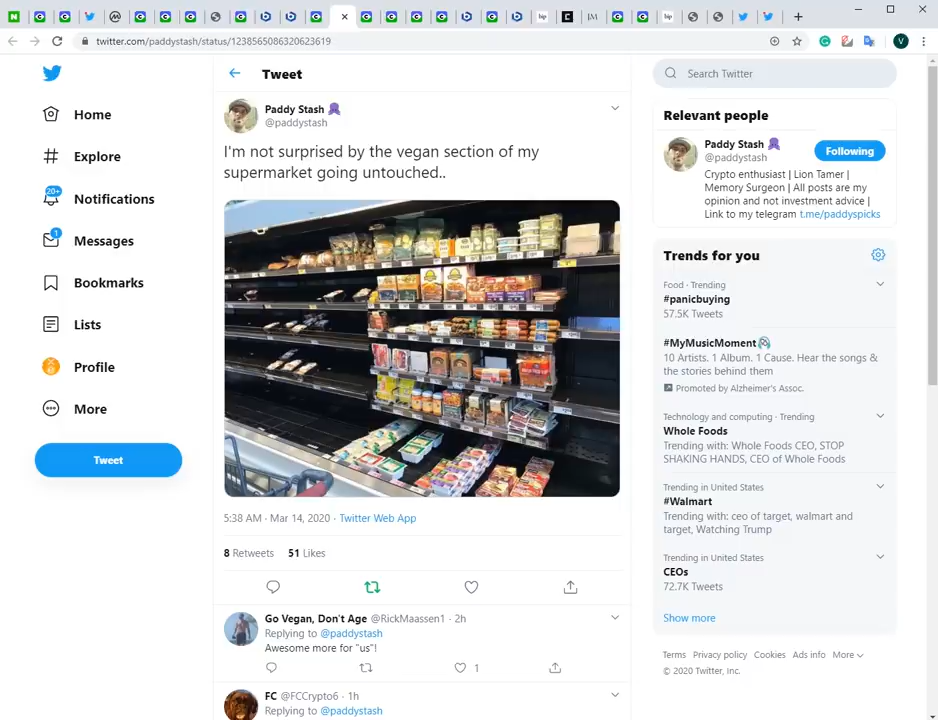 twitter.com/paddystash/status/1238565086320623619
Home
Explore
20+
Notifications
1
Messages
Bookmarks
Lists
Profile
More
Tweet
Tweet
Paddy Stash
@paddystash
I'm not surprised by the vegan section of my
supermarket going untouched..
5:38 AM · Mar 14, 2020 · Twitter Web App
8 Retweets 51 Likes
Go Vegan, Don't Age @RickMaassen1 · 2h
Replying to @paddystash
Awesome more for "us"!
1
FC @FCCrypto6 · 1h
Replying to @paddystash
Search Twitter
Relevant people
Paddy Stash
@paddystash
Following
Crypto enthusiast | Lion Tamer |
Memory Surgeon | All posts are my
opinion and not investment advice |
Link to my telegram t.me/paddyspicks
Trends for you
Food · Trending
#panicbuying
57.5K Tweets
#MyMusicMoment
10 Artists. 1 Album. 1 Cause. Hear the songs &
the stories behind them
Promoted by Alzheimer's Assoc.
Technology and computing · Trending
Whole Foods
Trending with: Whole Foods CEO, STOP
SHAKING HANDS, CEO of Whole Foods
Trending in United States
#Walmart
Trending with: ceo of target, walmart and
target, Watching Trump
Trending in United States
CEOs
72.7K Tweets
Show more
Terms Privacy policy Cookies Ads info More
© 2020 Twitter, Inc.
V